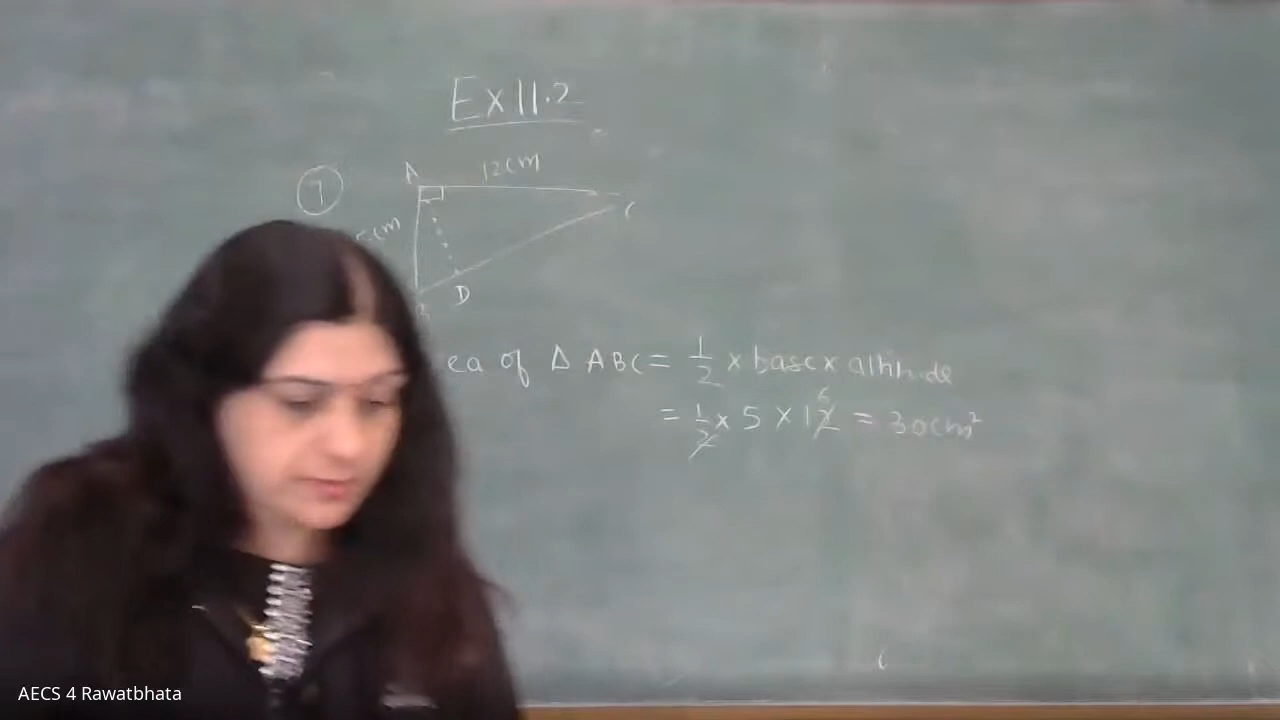 Ex 11.2
7
A
12cm
5cm
C
D
B
ea of Δ ABC = 1/2 x base x altitude
= 1/2 x 5 x 12 6 = 30cm²
AECS 4 Rawatbhata